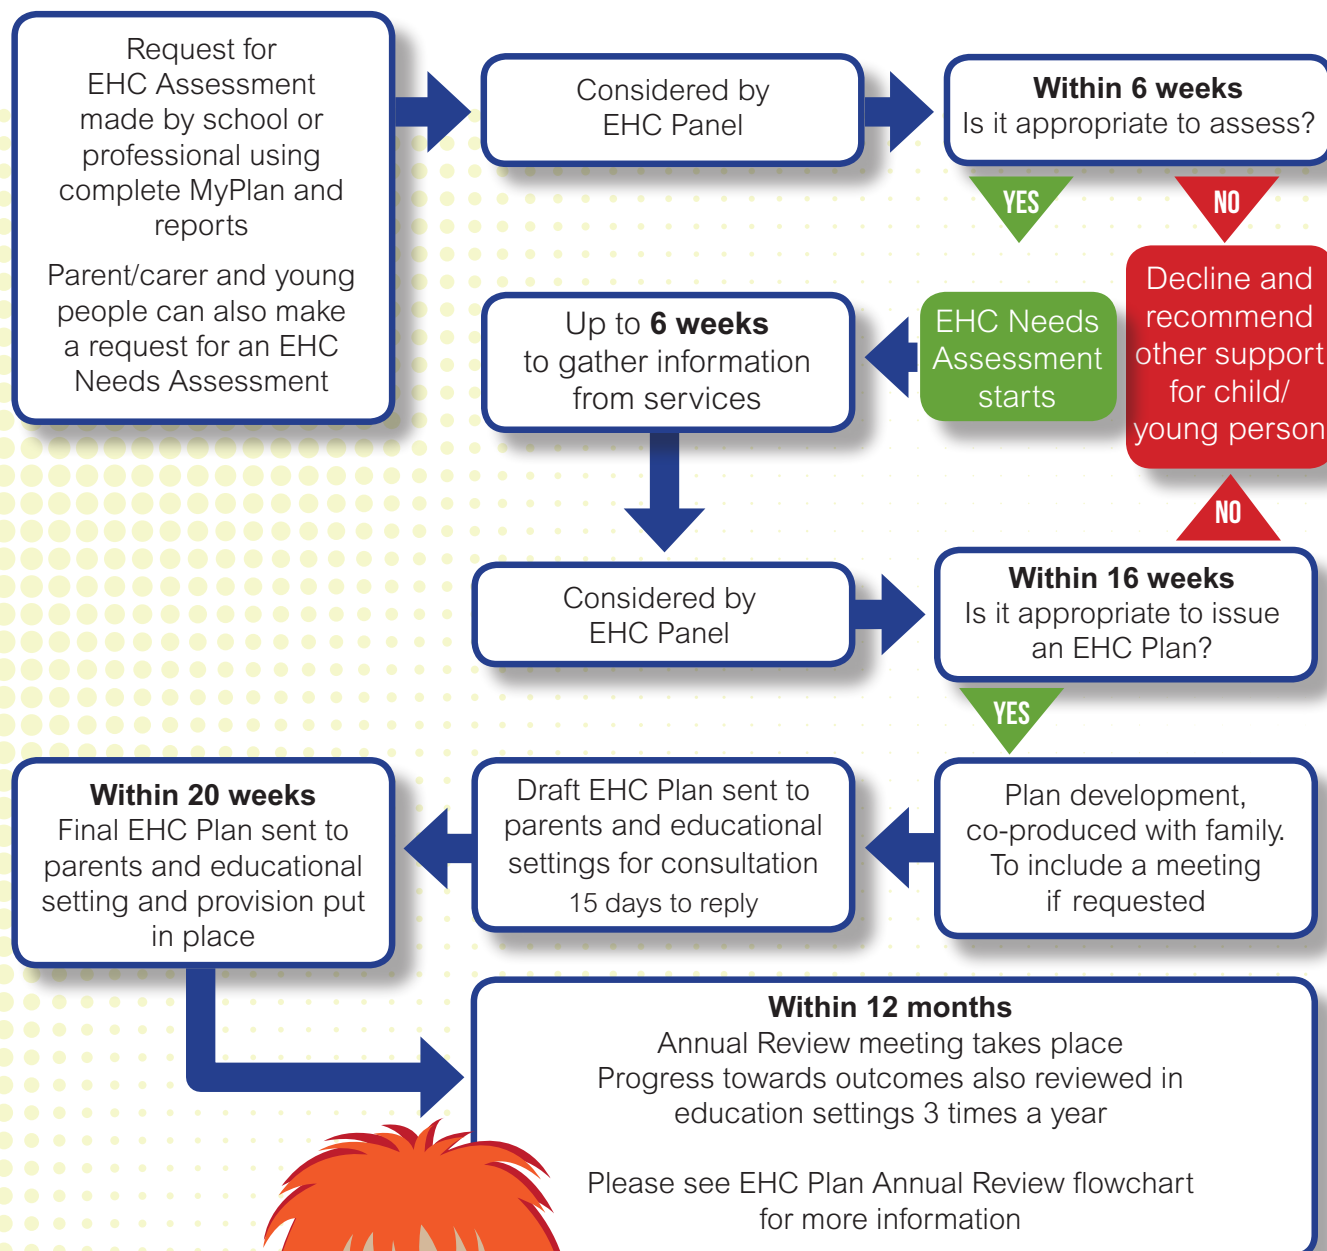 Request for
EHC Assessment
made by school or
professional using
complete MyPlan and
reports
Parent/carer and young
people can also make
a request for an EHC
Needs Assessment
Considered by
EHC Panel
Within 6 weeks
Is it appropriate to assess?
YES
NO
Decline and
recommend
other support
for child/
young person
EHC Needs
Assessment
starts
Up to 6 weeks
to gather information
from services
Considered by
EHC Panel
NO
Within 16 weeks
Is it appropriate to issue
an EHC Plan?
YES
Plan development,
co-produced with family.
To include a meeting
if requested
Draft EHC Plan sent to
parents and educational
settings for consultation
15 days to reply
Within 20 weeks
Final EHC Plan sent to
parents and educational
setting and provision put
in place
Within 12 months
Annual Review meeting takes place
Progress towards outcomes also reviewed in
education settings 3 times a year
Please see EHC Plan Annual Review flowchart
for more information